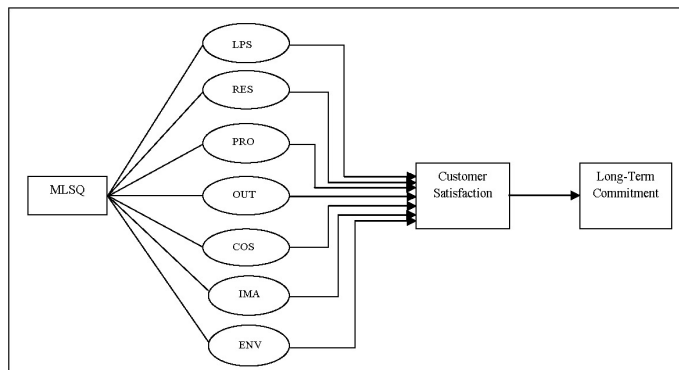 LPS
RES
PRO
MLSQ
OUT
COS
IMA
ENV
Customer
Satisfaction
Long-Term
Commitment